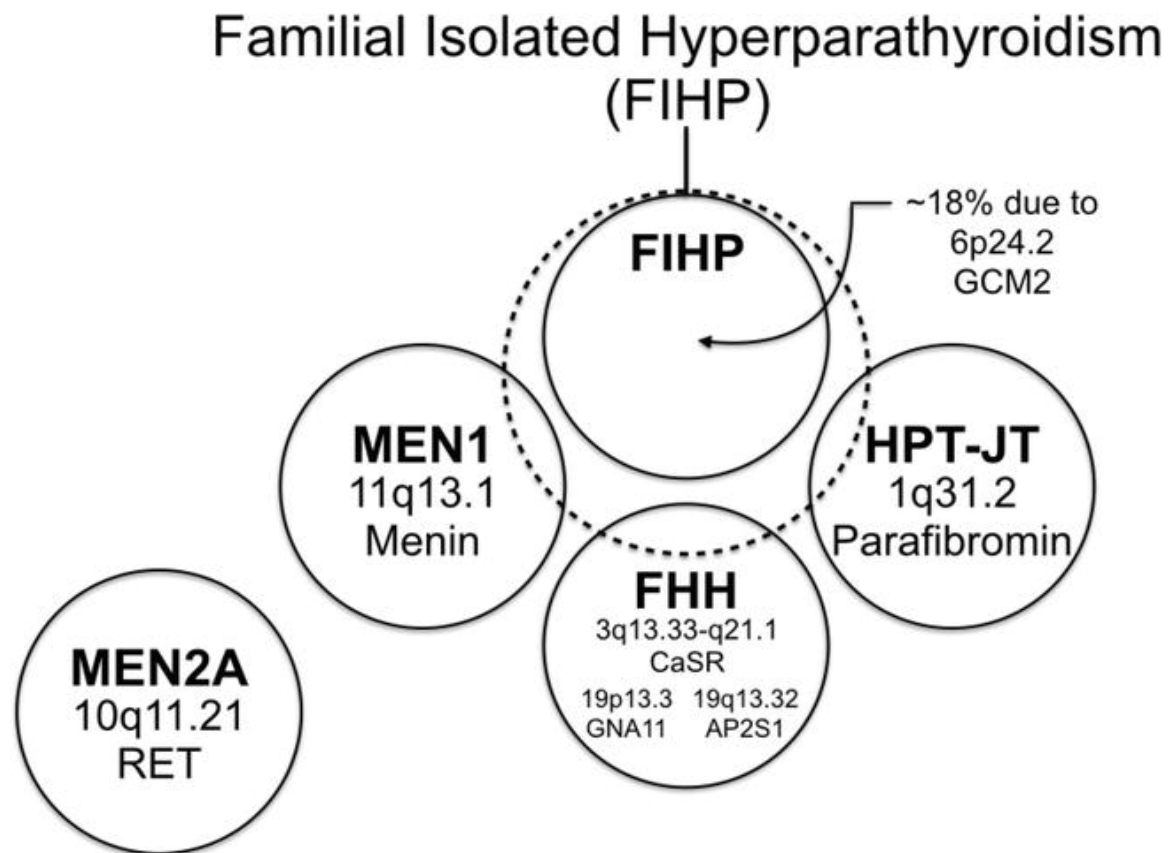 Familial Isolated Hyperparathyroidism
(FIHP)
~18% due to
6p24.2
GCM2
FIHP
MEN1
11q13.1
Menin
HPT-JT
1q31.2
Parafibromin
FHH
3q13.33-q21.1
CaSR
19p13.3 19q13.32
GNA11 AP2S1
MEN2A
10q11.21
RET